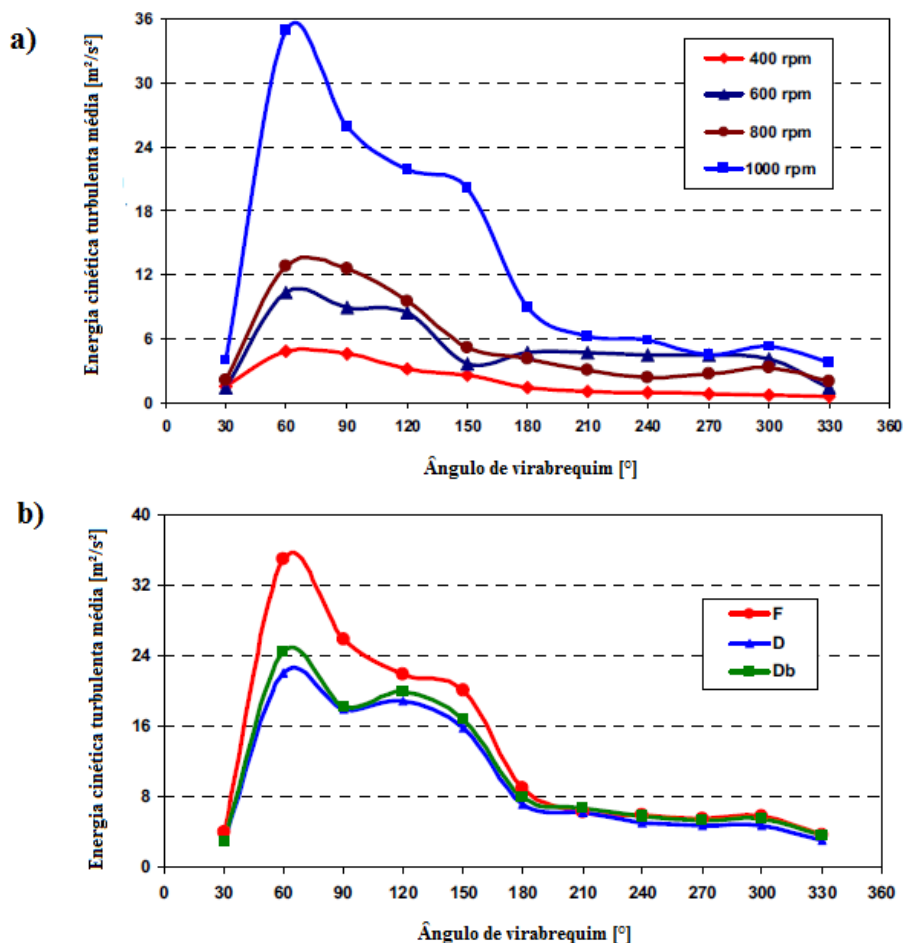 a)
Energia cinética turbulenta média [m²/s²]
36
30
24
18
12
6
0
400 rpm
600 rpm
800 rpm
1000 rpm
0 30 60 90 120 150 180 210 240 270 300 330 360
Ângulo de virabrequim [°]
b)
Energia cinética turbulenta média [m²/s²]
40
32
24
16
8
0
F
D
Db
0 30 60 90 120 150 180 210 240 270 300 330 360
Ângulo de virabrequim [°]